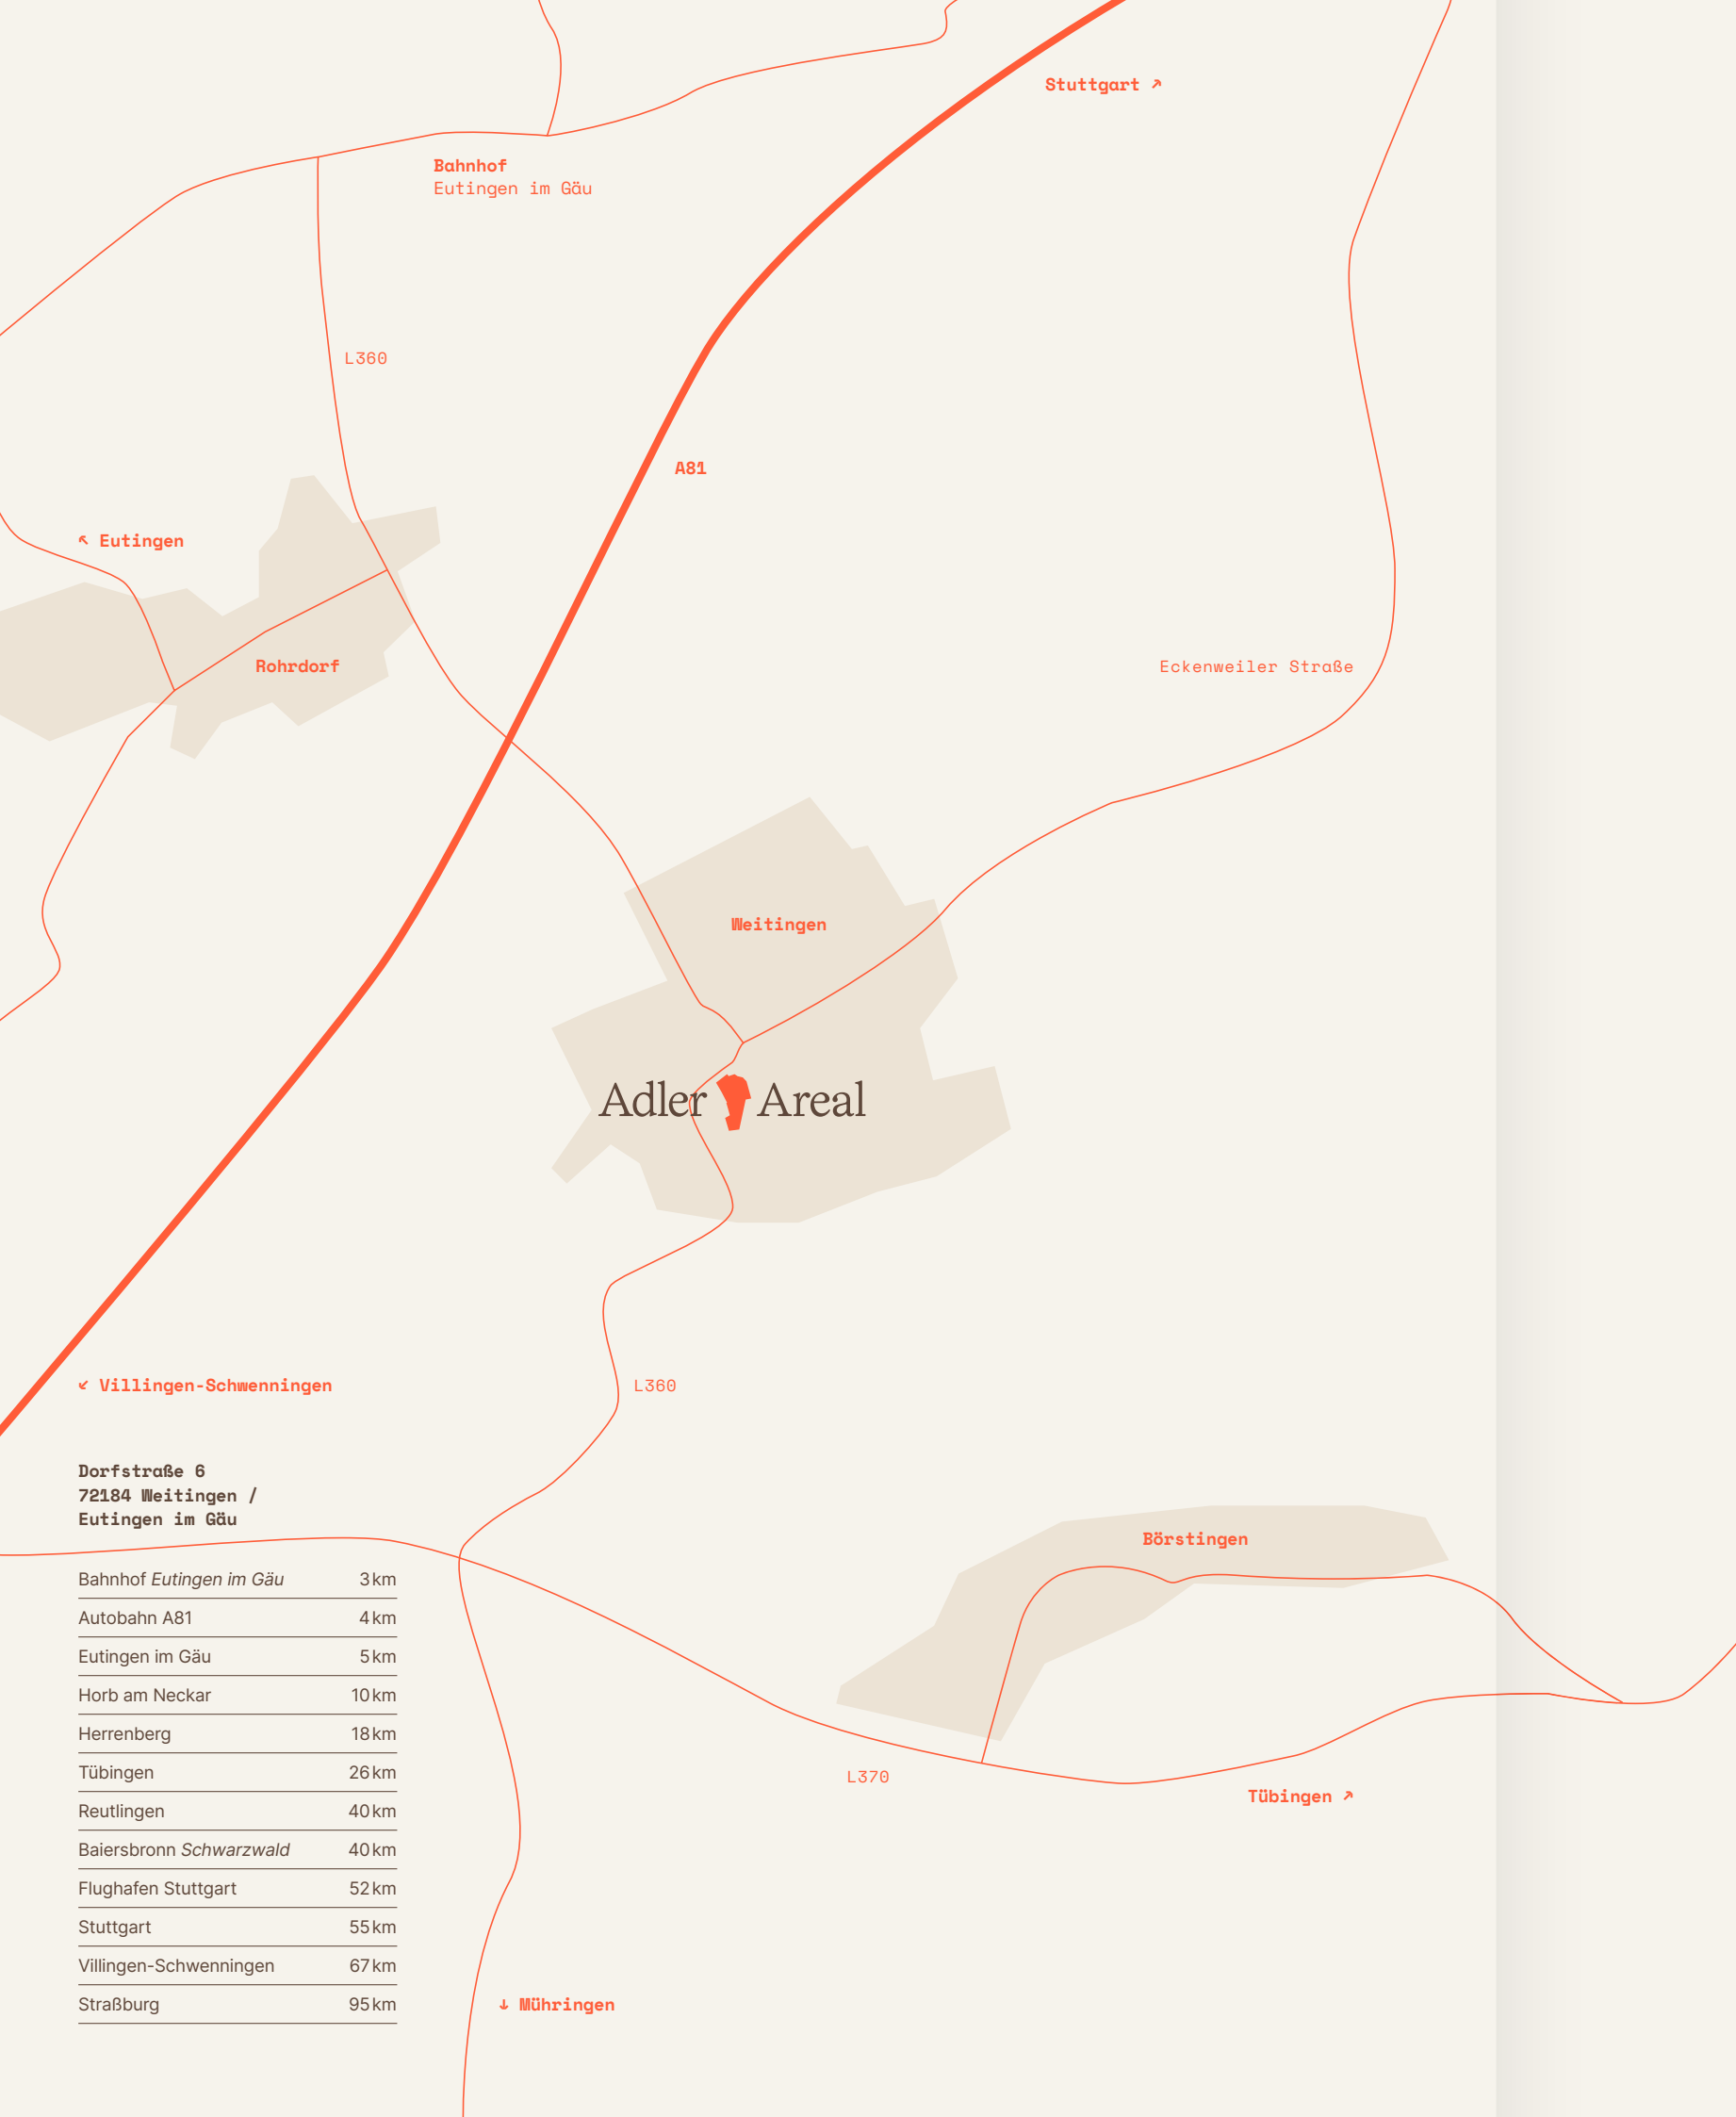 Stuttgart ↗
Bahnhof
Eutingen im Gäu
L360
A81
↖ Eutingen
Rohrdorf
Eckenweiler Straße
Weitingen
Adler Areal
↙ Villingen-Schwenningen
L360
Dorfstraße 6
72184 Weitingen /
Eutingen im Gäu
Börstingen
Bahnhof Eutingen im Gäu 3 km
Autobahn A81 4 km
Eutingen im Gäu 5 km
Horb am Neckar 10 km
Herrenberg 18 km
Tübingen 26 km
Reutlingen 40 km
Baiersbronn Schwarzwald 40 km
Flughafen Stuttgart 52 km
Stuttgart 55 km
Villingen-Schwenningen 67 km
Straßburg 95 km
L370
Tübingen ↗
↓ Mühringen